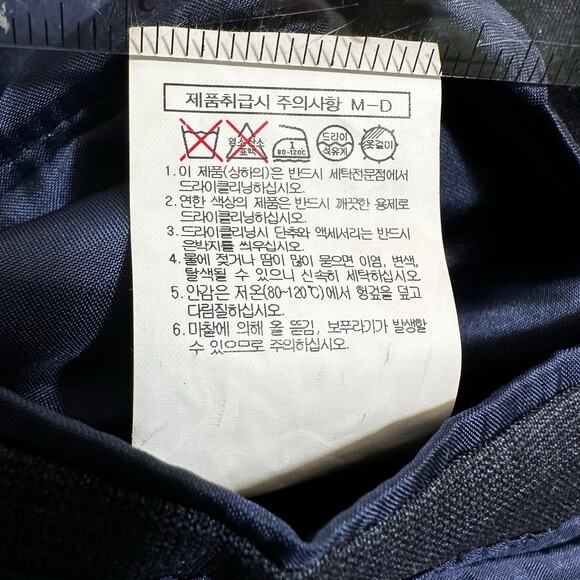 제품취급시 주의사항 M-D
염소산소 표백
1 80-120C
드라이 석유계
옷걸이
1. 이 제품(상하의)은 반드시 세탁전문점에서
드라이클리닝하십시오.
2. 연한 색상의 제품은 반드시 깨끗한 용제로
드라이클리닝하십시오.
3. 드라이클리닝시 단추와 액세서리는 반드시
은박지를 씌우십시오.
4. 물에 젖거나 땀이 많이 묻으면 이염, 변색,
탈색될 수 있으니 신속히 세탁하십시오.
5. 안감은 저온(80~120℃)에서 헝겊을 덮고
다림질하십시오.
6. 마찰에 의해 올 뜯김, 보푸라기가 발생할
수 있으므로 주의하십시오.